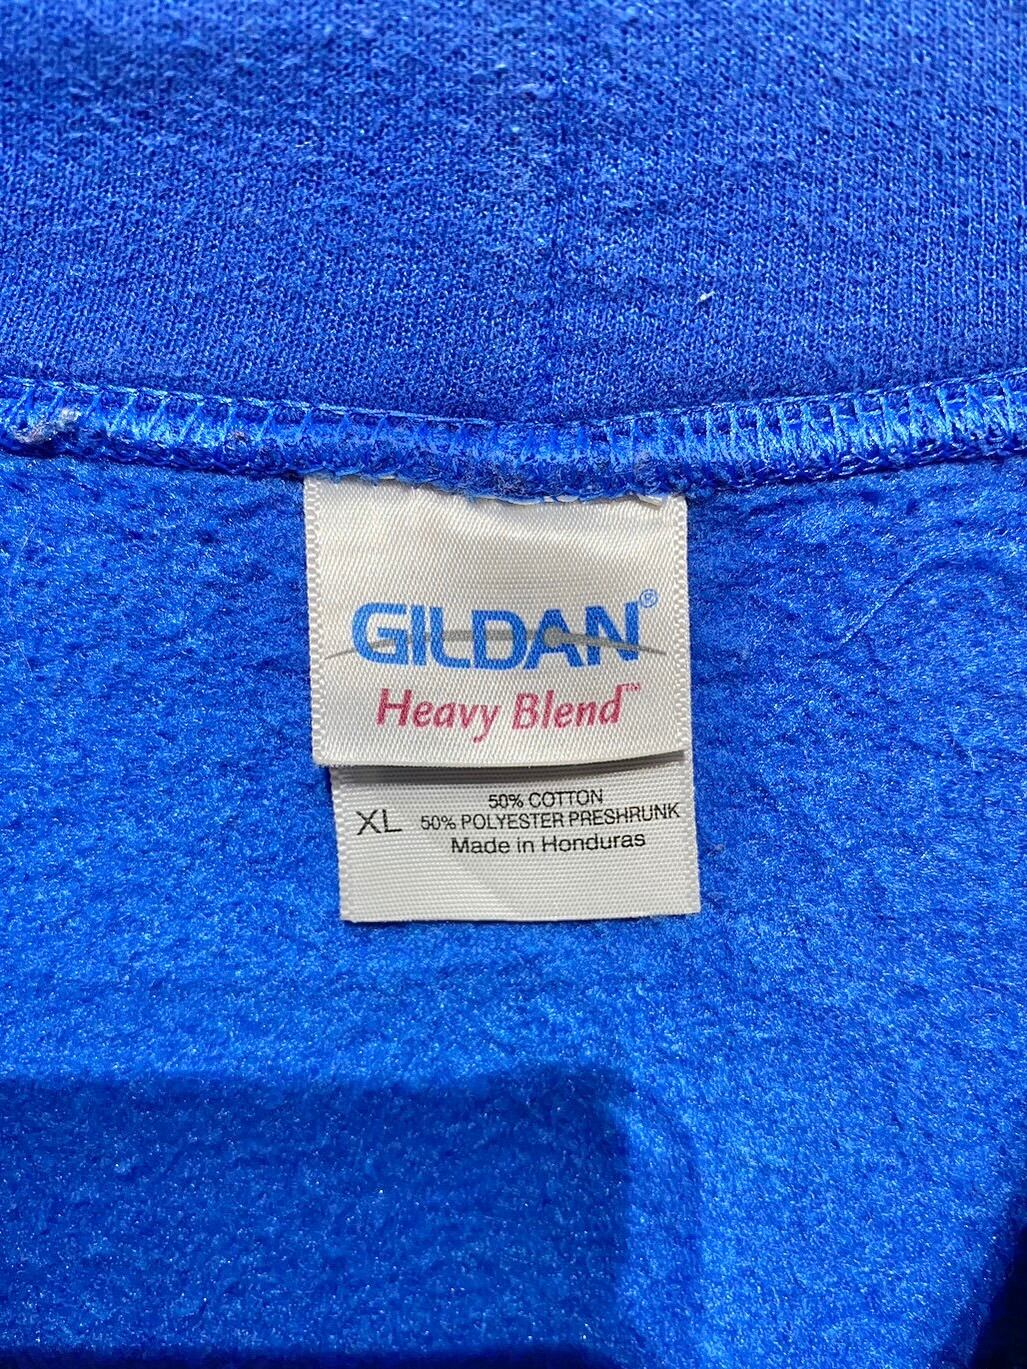 GILDAN®
Heavy Blend™
XL
50% COTTON
50% POLYESTER PRESHRUNK
Made in Honduras